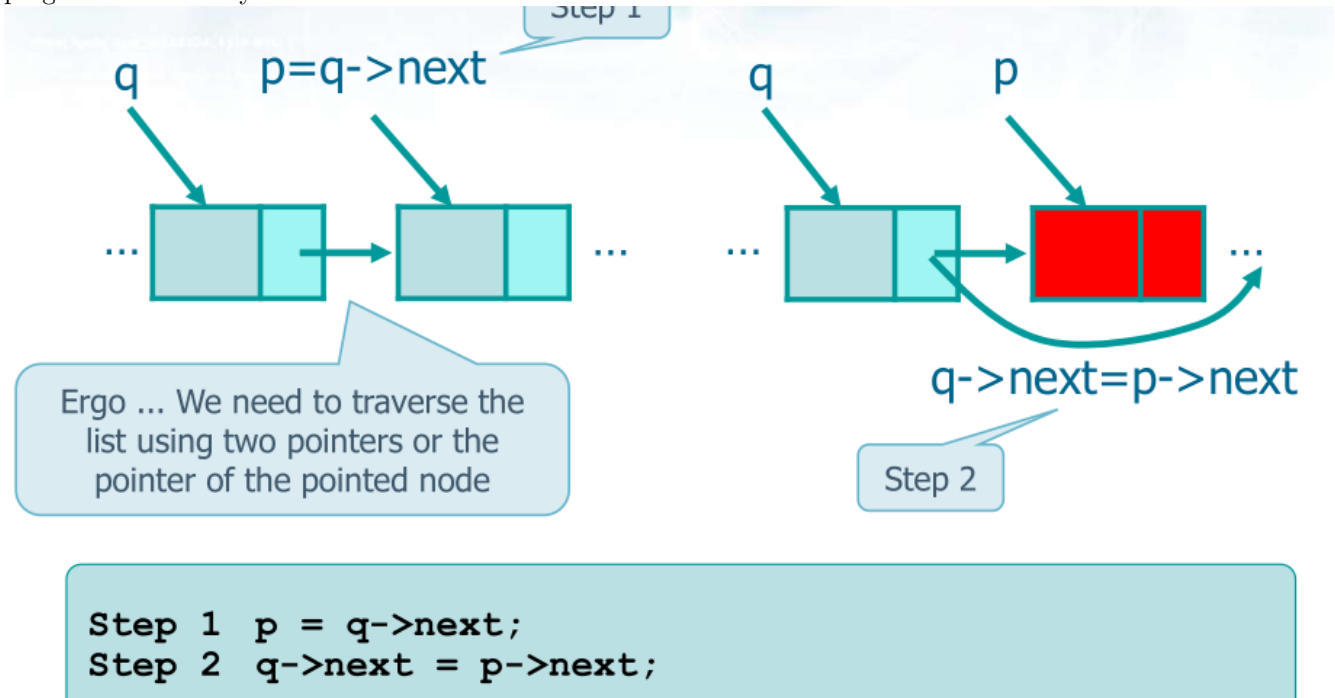 Step 1
q p=q->next q p
... ... ... ...
Ergo ... We need to traverse the
list using two pointers or the
pointer of the pointed node
q->next=p->next
Step 2
Step 1 p = q->next;
Step 2 q->next = p->next;